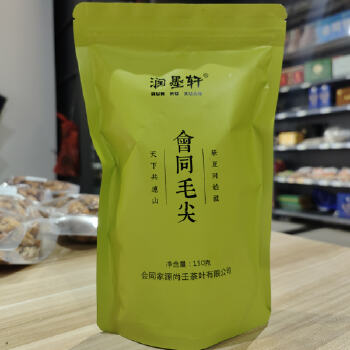 润墨轩®
會同毛尖
天下共遵山
净含量：150克
会同家源尚王茶叶有限公司